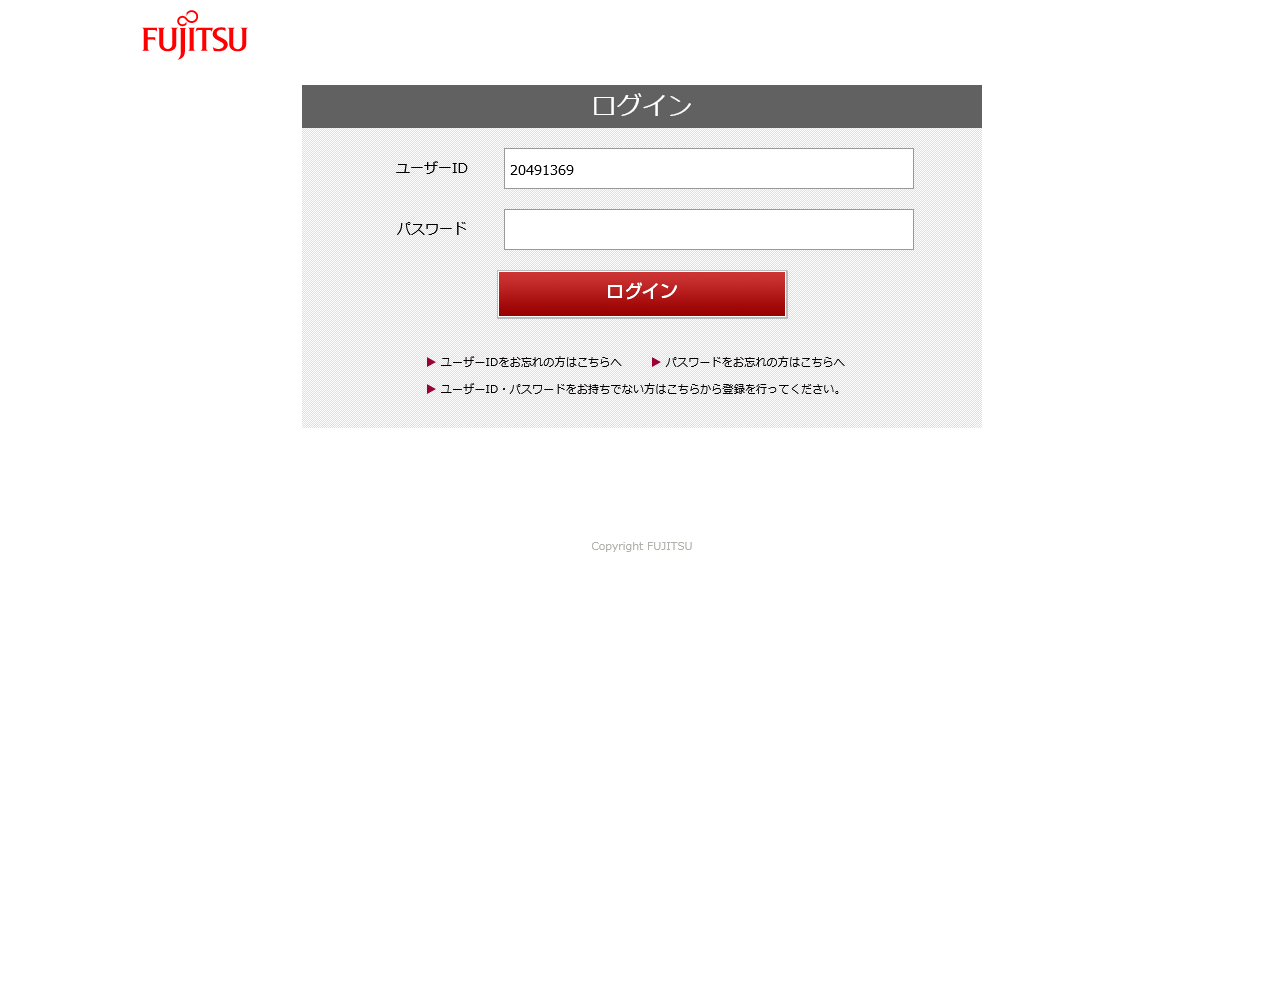 FUJITSU
ログイン
ユーザーID
20491369
パスワード
ログイン
ユーザーIDをお忘れの方はこちらへ
パスワードをお忘れの方はこちらへ
ユーザーID・パスワードをお持ちでない方はこちらから登録を行ってください。
Copyright FUJITSU